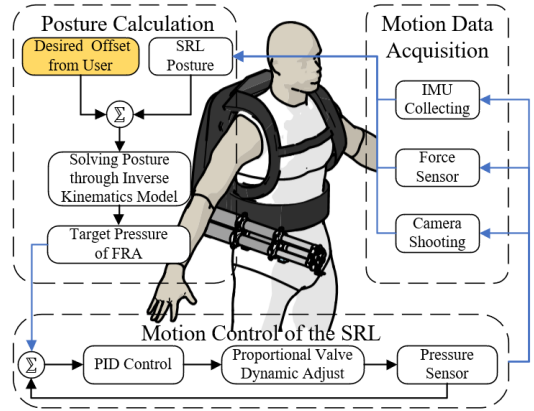 Posture Calculation
Desired Offset
from User
SRL
Posture
Σ
Solving Posture
through Inverse
Kinematics Model
Target Pressure
of FRA
Motion Data
Acquisition
IMU
Collecting
Force
Sensor
Camera
Shooting
Motion Control of the SRL
Σ
PID Control
Proportional Valve
Dynamic Adjust
Pressure
Sensor